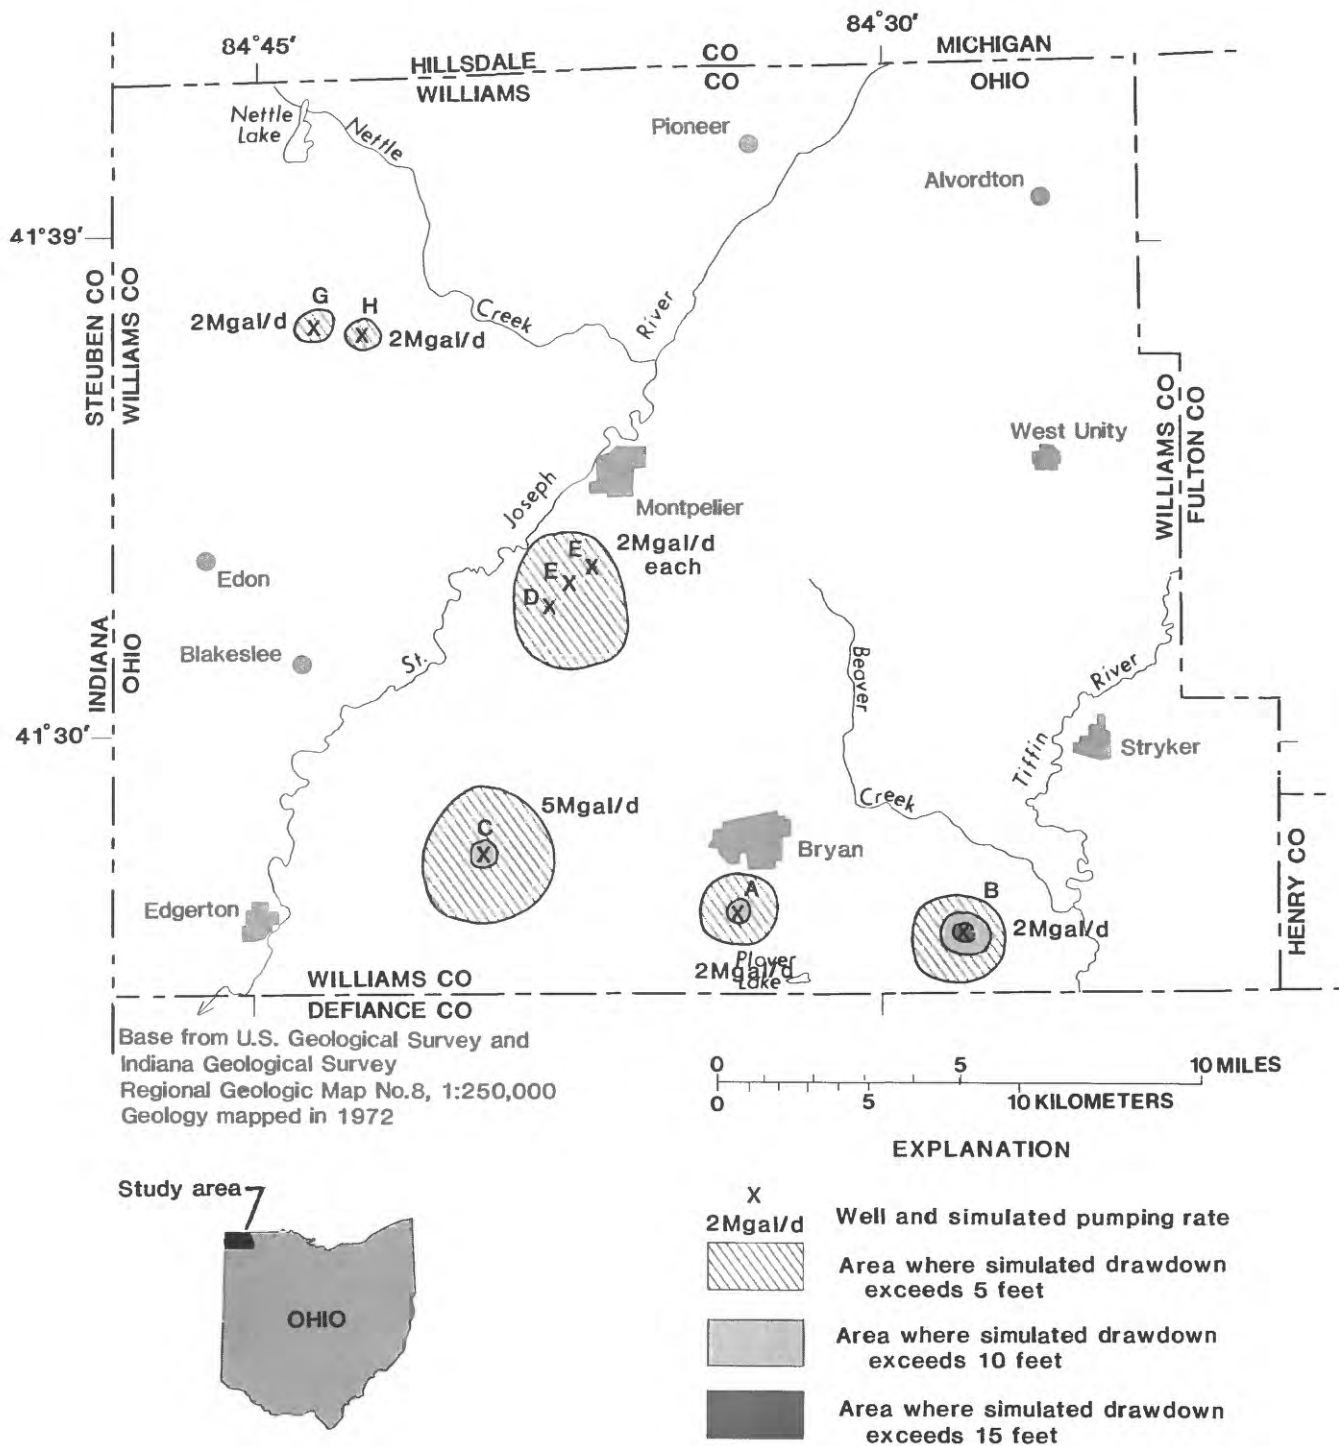 84°30′
84°45′
HILLSDALE CO MICHIGAN
WILLIAMS CO OHIO
Nettle
Lake
Nettle
Creek
Pioneer
Alvordton
41°39′
STEUBEN CO
WILLIAMS CO
G
H
2Mgal/d
X
X
2Mgal/d
River
Joseph
St.
Montpelier
West Unity
WILLIAMS CO
FULTON CO
2Mgal/d
each
E
X
E
X
D
X
Edon
Blakeslee
INDIANA
OHIO
Beaver
Creek
River
Tiffin
Stryker
41°30′
5Mgal/d
C
X
Bryan
A
X
B
X
2Mgal/d
Edgerton
Plover
Lake
2Mgal/d
HENRY CO
WILLIAMS CO
DEFIANCE CO
Base from U.S. Geological Survey and
Indiana Geological Survey
Regional Geologic Map No.8, 1:250,000
Geology mapped in 1972
0 5 10 MILES
0 5 10 KILOMETERS
EXPLANATION
X
2Mgal/d Well and simulated pumping rate
Area where simulated drawdown
exceeds 5 feet
Area where simulated drawdown
exceeds 10 feet
Area where simulated drawdown
exceeds 15 feet
Study area
OHIO